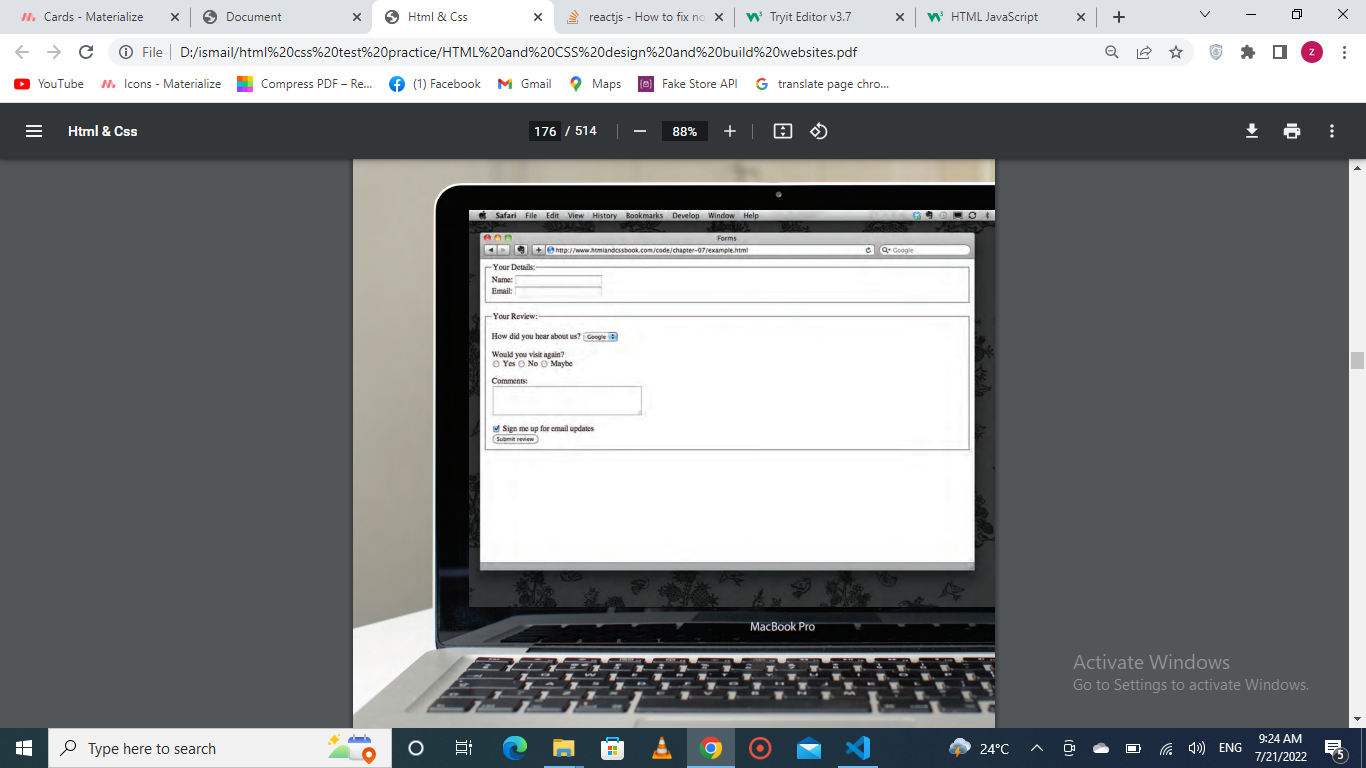 Cards - Materialize
Document
Html & Css
reactjs - How to fix no
Tryit Editor v3.7
HTML JavaScript
File
D:/ismail/html%20css%20test%20practice/HTML%20and%20CSS%20design%20and%20build%20websites.pdf
z
YouTube
Icons - Materialize
Compress PDF – Re...
(1) Facebook
Gmail
Maps
Fake Store API
translate page chro...
Html & Css
176 / 514
88%
Safari File Edit View History Bookmarks Develop Window Help
Forms
http://www.htmlandcssbook.com/code/chapter-07/example.html
Google
Your Details:
Name:
Email:
Your Review:
How did you hear about us? Google
Would you visit again?
Yes No Maybe
Comments:
Sign me up for email updates
Submit review
MacBook Pro
Activate Windows
Go to Settings to activate Windows.
Type here to search
24°C
ENG
9:24 AM
7/21/2022
5